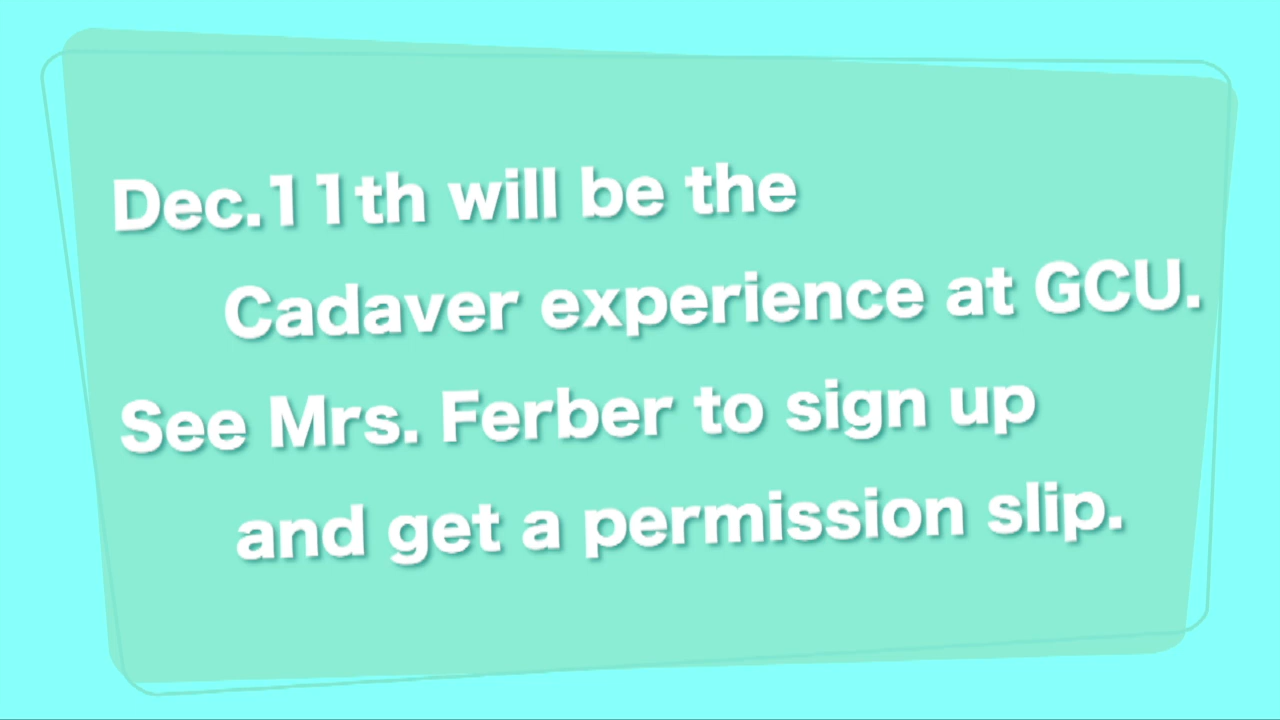 Dec.11th will be the
Cadaver experience at GCU.
See Mrs. Ferber to sign up
and get a permission slip.